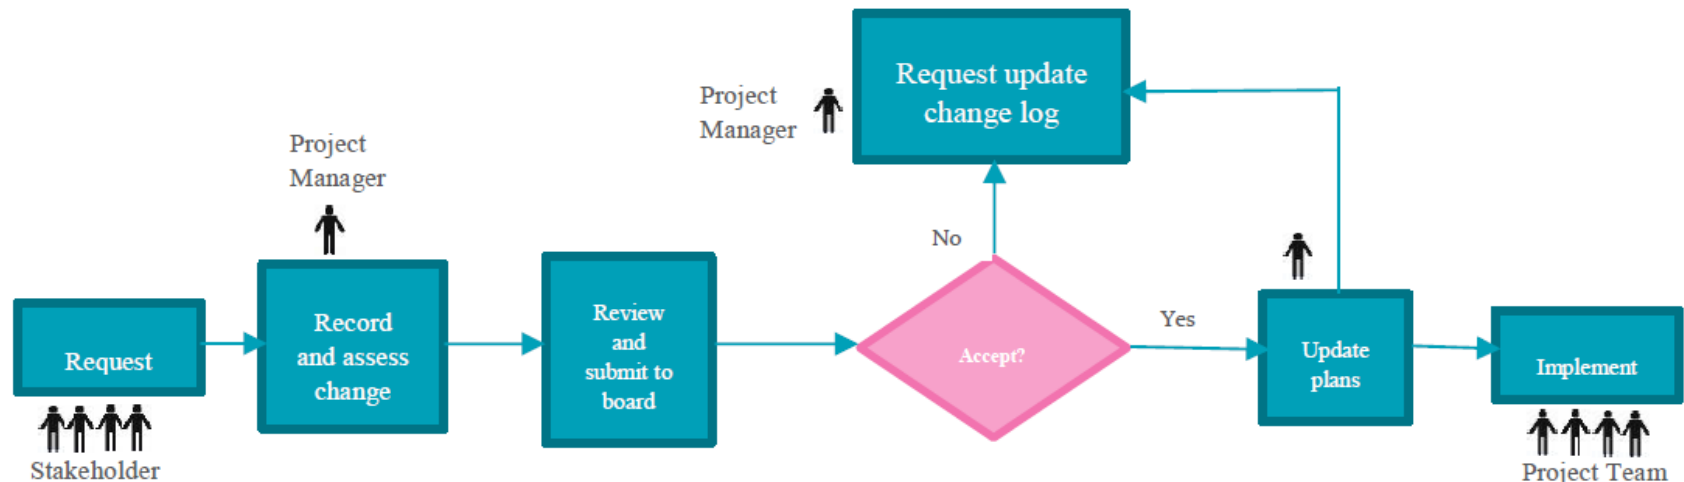 Request
Stakeholder
Project
Manager
Record
and assess
change
Review
and
submit to
board
Accept?
No
Project
Manager
Request update
change log
Yes
Update
plans
Implement
Project Team